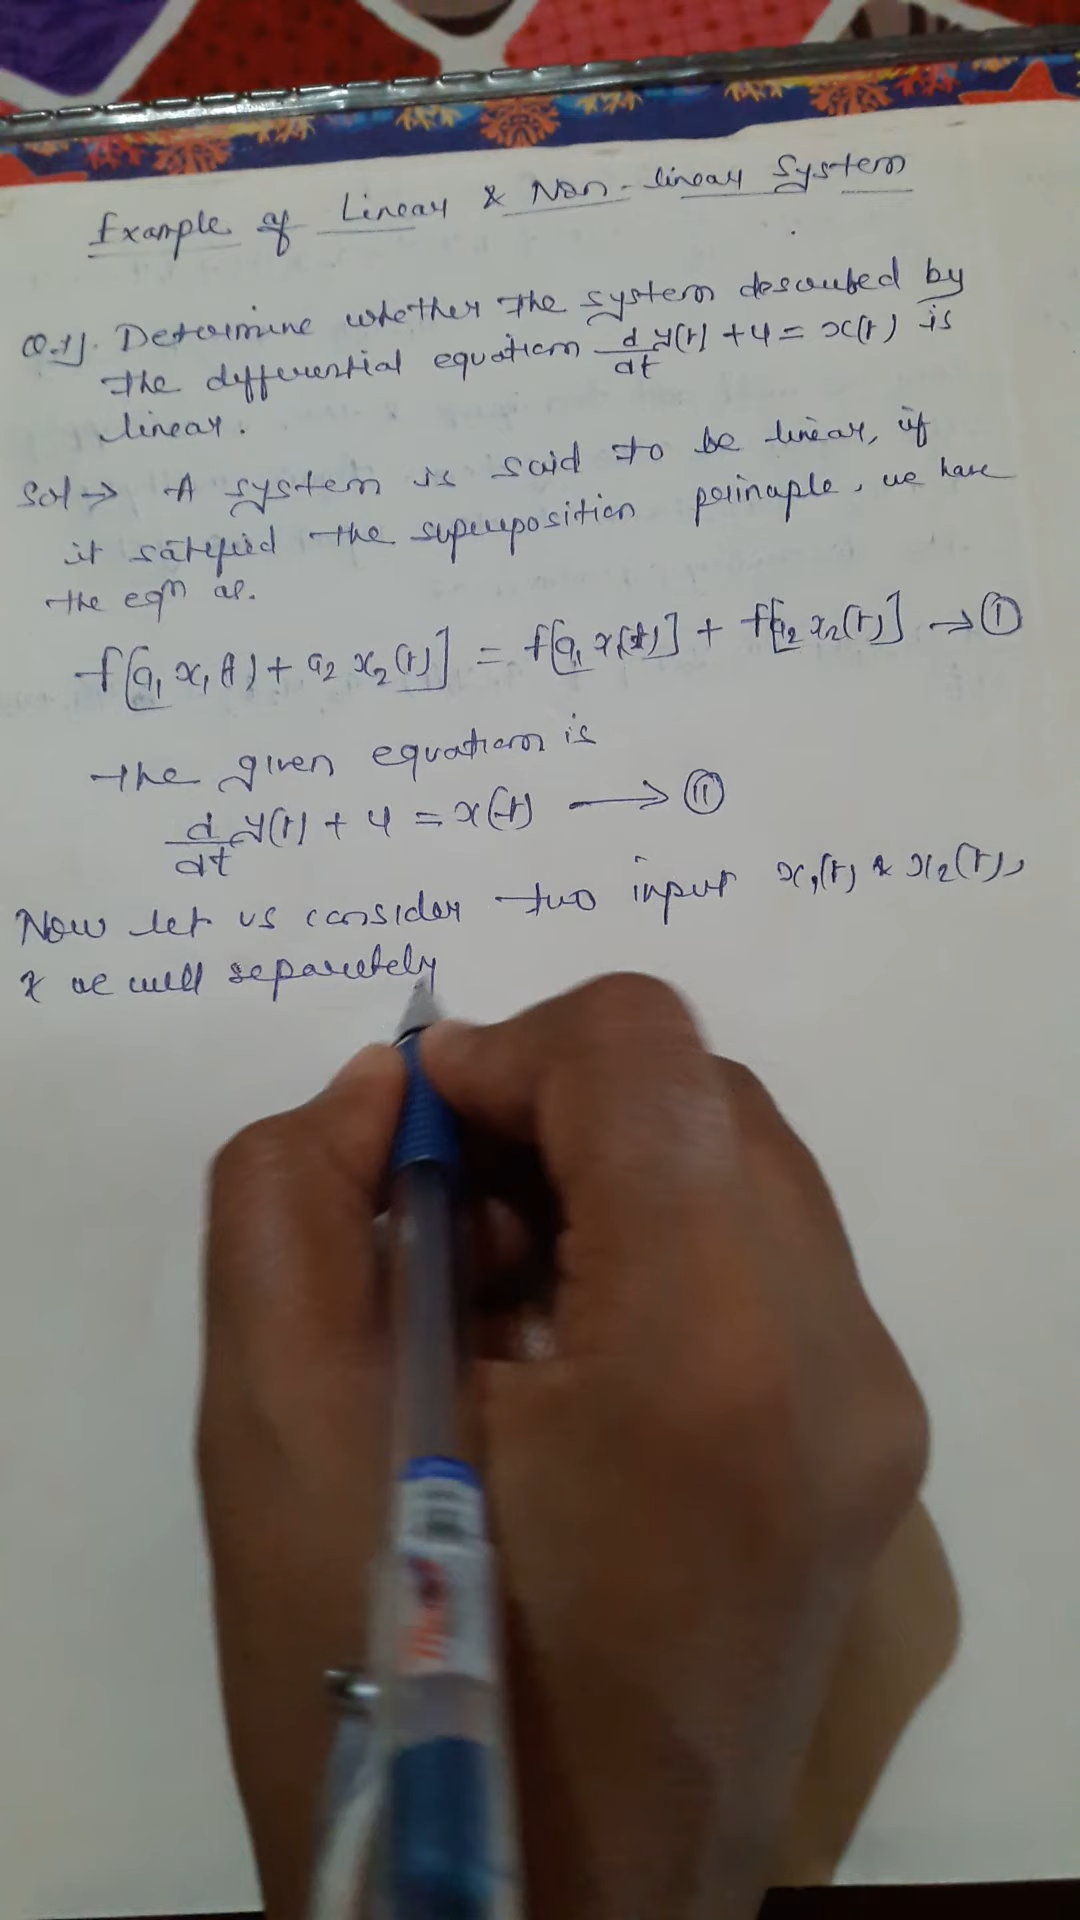 Example of Linear & Non-linear System
Q.1). Determine whether the system described by
the differential equation d/dt y(t) + 4 = x(t) is
linear.
Sol → A system is said to be linear, if
it satisfied the superposition principle, we have
the eqn as.
f[a₁ x₁(t) + a₂ x₂(t)] = f[a₁ x₁(t)] + f[a₂ x₂(t)] → (I)
The given equation is
d/dt y(t) + 4 = x(t) → (II)
Now let us consider two input x₁(t) & x₂(t),
& we will separately